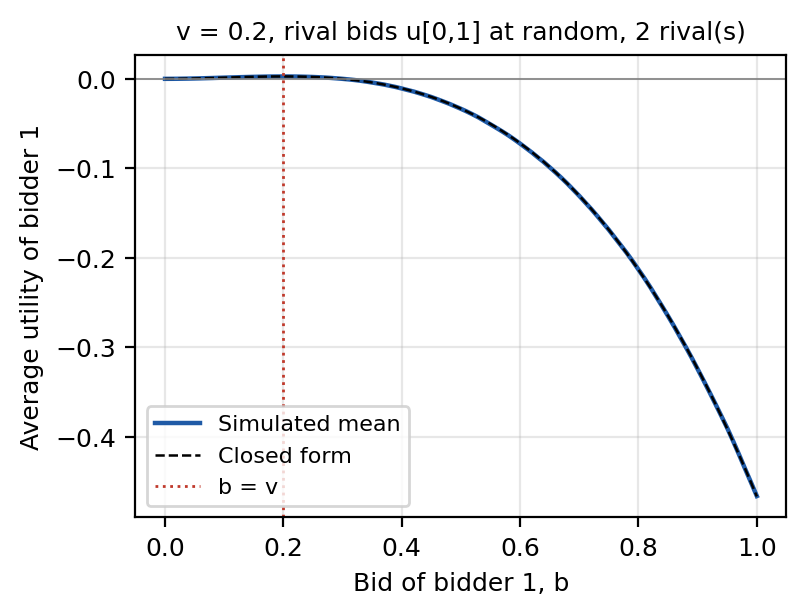 v = 0.2, rival bids u[0,1] at random, 2 rival(s)
Average utility of bidder 1
0.0
−0.1
−0.2
−0.3
−0.4
Simulated mean
Closed form
b = v
0.0 0.2 0.4 0.6 0.8 1.0
Bid of bidder 1, b